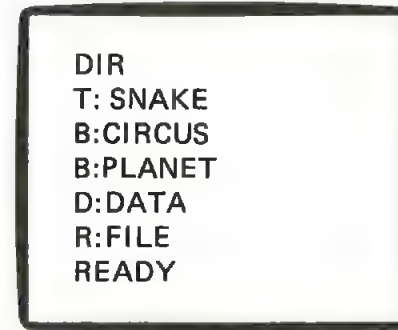 DIR
T: SNAKE
B:CIRCUS
B:PLANET
D:DATA
R:FILE
READY